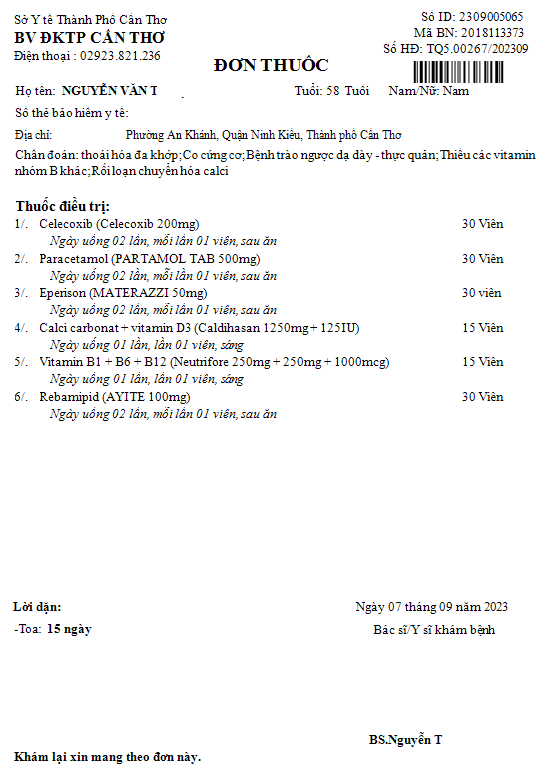 Sở Y tế Thành Phố Cần Thơ
BV ĐKTP CẦN THƠ
Điện thoại : 02923.821.236
Số ID: 2309005065
Mã BN: 2018113373
Số HĐ: TQ5.00267/202309
ĐƠN THUỐC
Họ tên: NGUYỄN VĂN T
Tuổi: 58 Tuổi Nam/Nữ: Nam
Số thẻ bảo hiểm y tế:
Địa chỉ: Phường An Khánh, Quận Ninh Kiều, Thành phố Cần Thơ
Chẩn đoán: thoái hóa đa khớp; Co cứng cơ; Bệnh trào ngược dạ dày - thực quản; Thiếu các vitamin
nhóm B khác; Rối loạn chuyển hóa calci
Thuốc điều trị:
1/. Celecoxib (Celecoxib 200mg) 30 Viên
Ngày uống 02 lần, mỗi lần 01 viên, sau ăn
2/. Paracetamol (PARTAMOL TAB 500mg) 30 Viên
Ngày uống 02 lần, mỗi lần 01 viên, sau ăn
3/. Eperison (MATERAZZI 50mg) 30 viên
Ngày uống 02 lần, mỗi lần 01 viên, sau ăn
4/. Calci carbonat + vitamin D3 (Caldihasan 1250mg + 125IU) 15 Viên
Ngày uống 01 lần, lần 01 viên, sáng
5/. Vitamin B1 + B6 + B12 (Neutrifore 250mg + 250mg + 1000mcg) 15 Viên
Ngày uống 01 lần, lần 01 viên, sáng
6/. Rebamipid (AYITE 100mg) 30 Viên
Ngày uống 02 lần, mỗi lần 01 viên, sau ăn
Lời dặn:
Ngày 07 tháng 09 năm 2023
-Toa: 15 ngày
Bác sĩ/Y sĩ khám bệnh
BS.Nguyễn T
Khám lại xin mang theo đơn này.